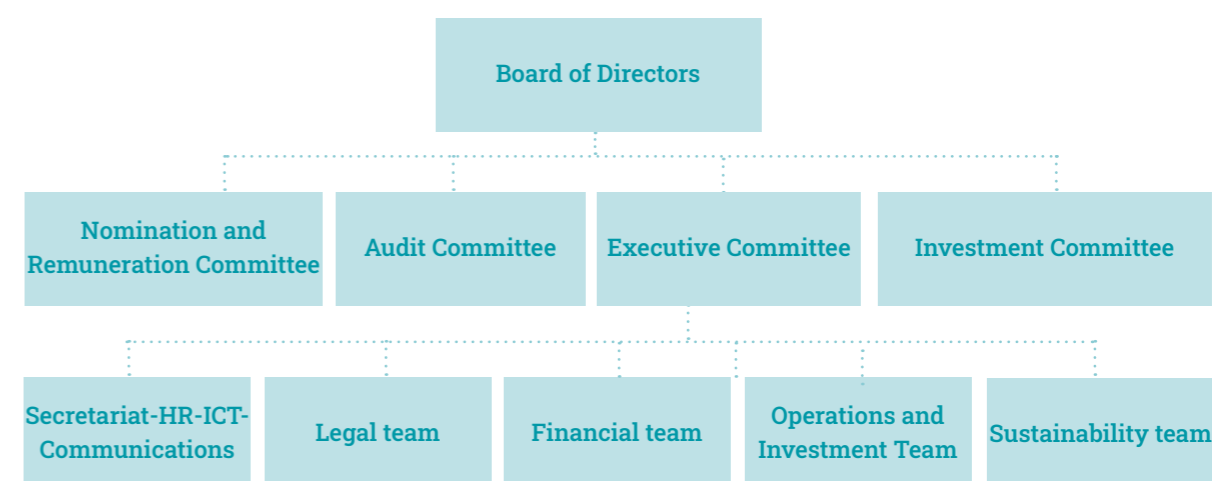 Board of Directors
Nomination and
Remuneration Committee
Audit Committee
Executive Committee
Investment Committee
Secretariat-HR-ICT-
Communications
Legal team
Financial team
Operations and
Investment Team
Sustainability team